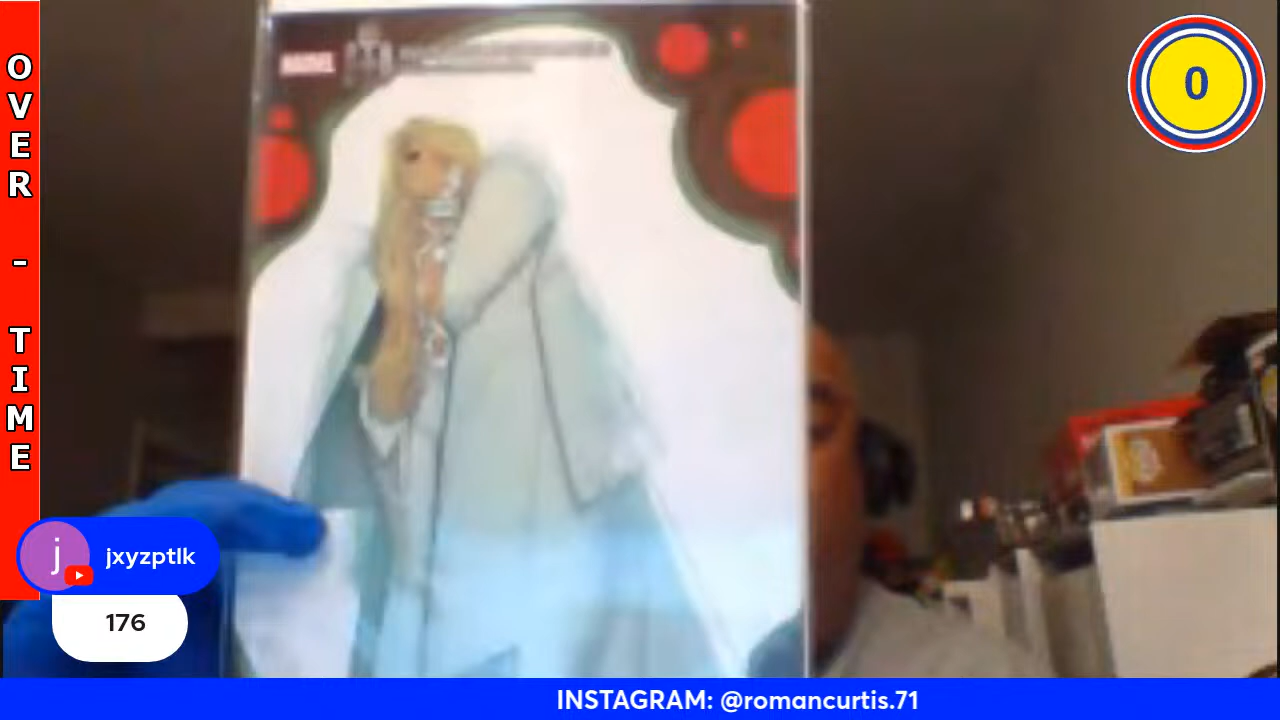 OVER - TIME
MARVEL
0
j
jxyzptlk
176
INSTAGRAM: @romancurtis.71